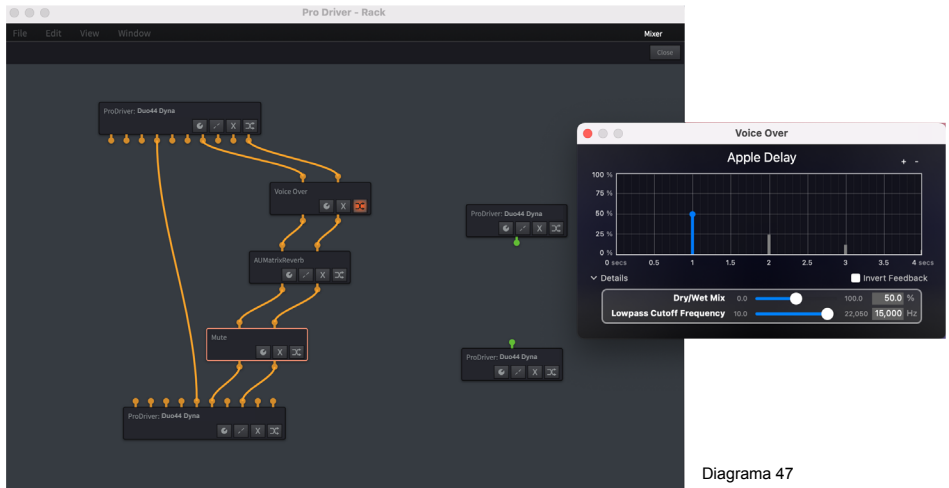 Pro Driver - Rack
File Edit View Window Mixer
Close
ProDriver: Duo44 Dyna
X
Voice Over
X
AUMatrixReverb
X
Mute
X
ProDriver: Duo44 Dyna
X
ProDriver: Duo44 Dyna
X
ProDriver: Duo44 Dyna
X
Voice Over
Apple Delay
+ -
100 %
75 %
50 %
25 %
0 %
0 secs 0.5 1 1.5 2 2.5 3 3.5 4 secs
Details Invert Feedback
Dry/Wet Mix 0.0 100.0 50.0 %
Lowpass Cutoff Frequency 10.0 22,050 15,000 Hz
Diagrama 47